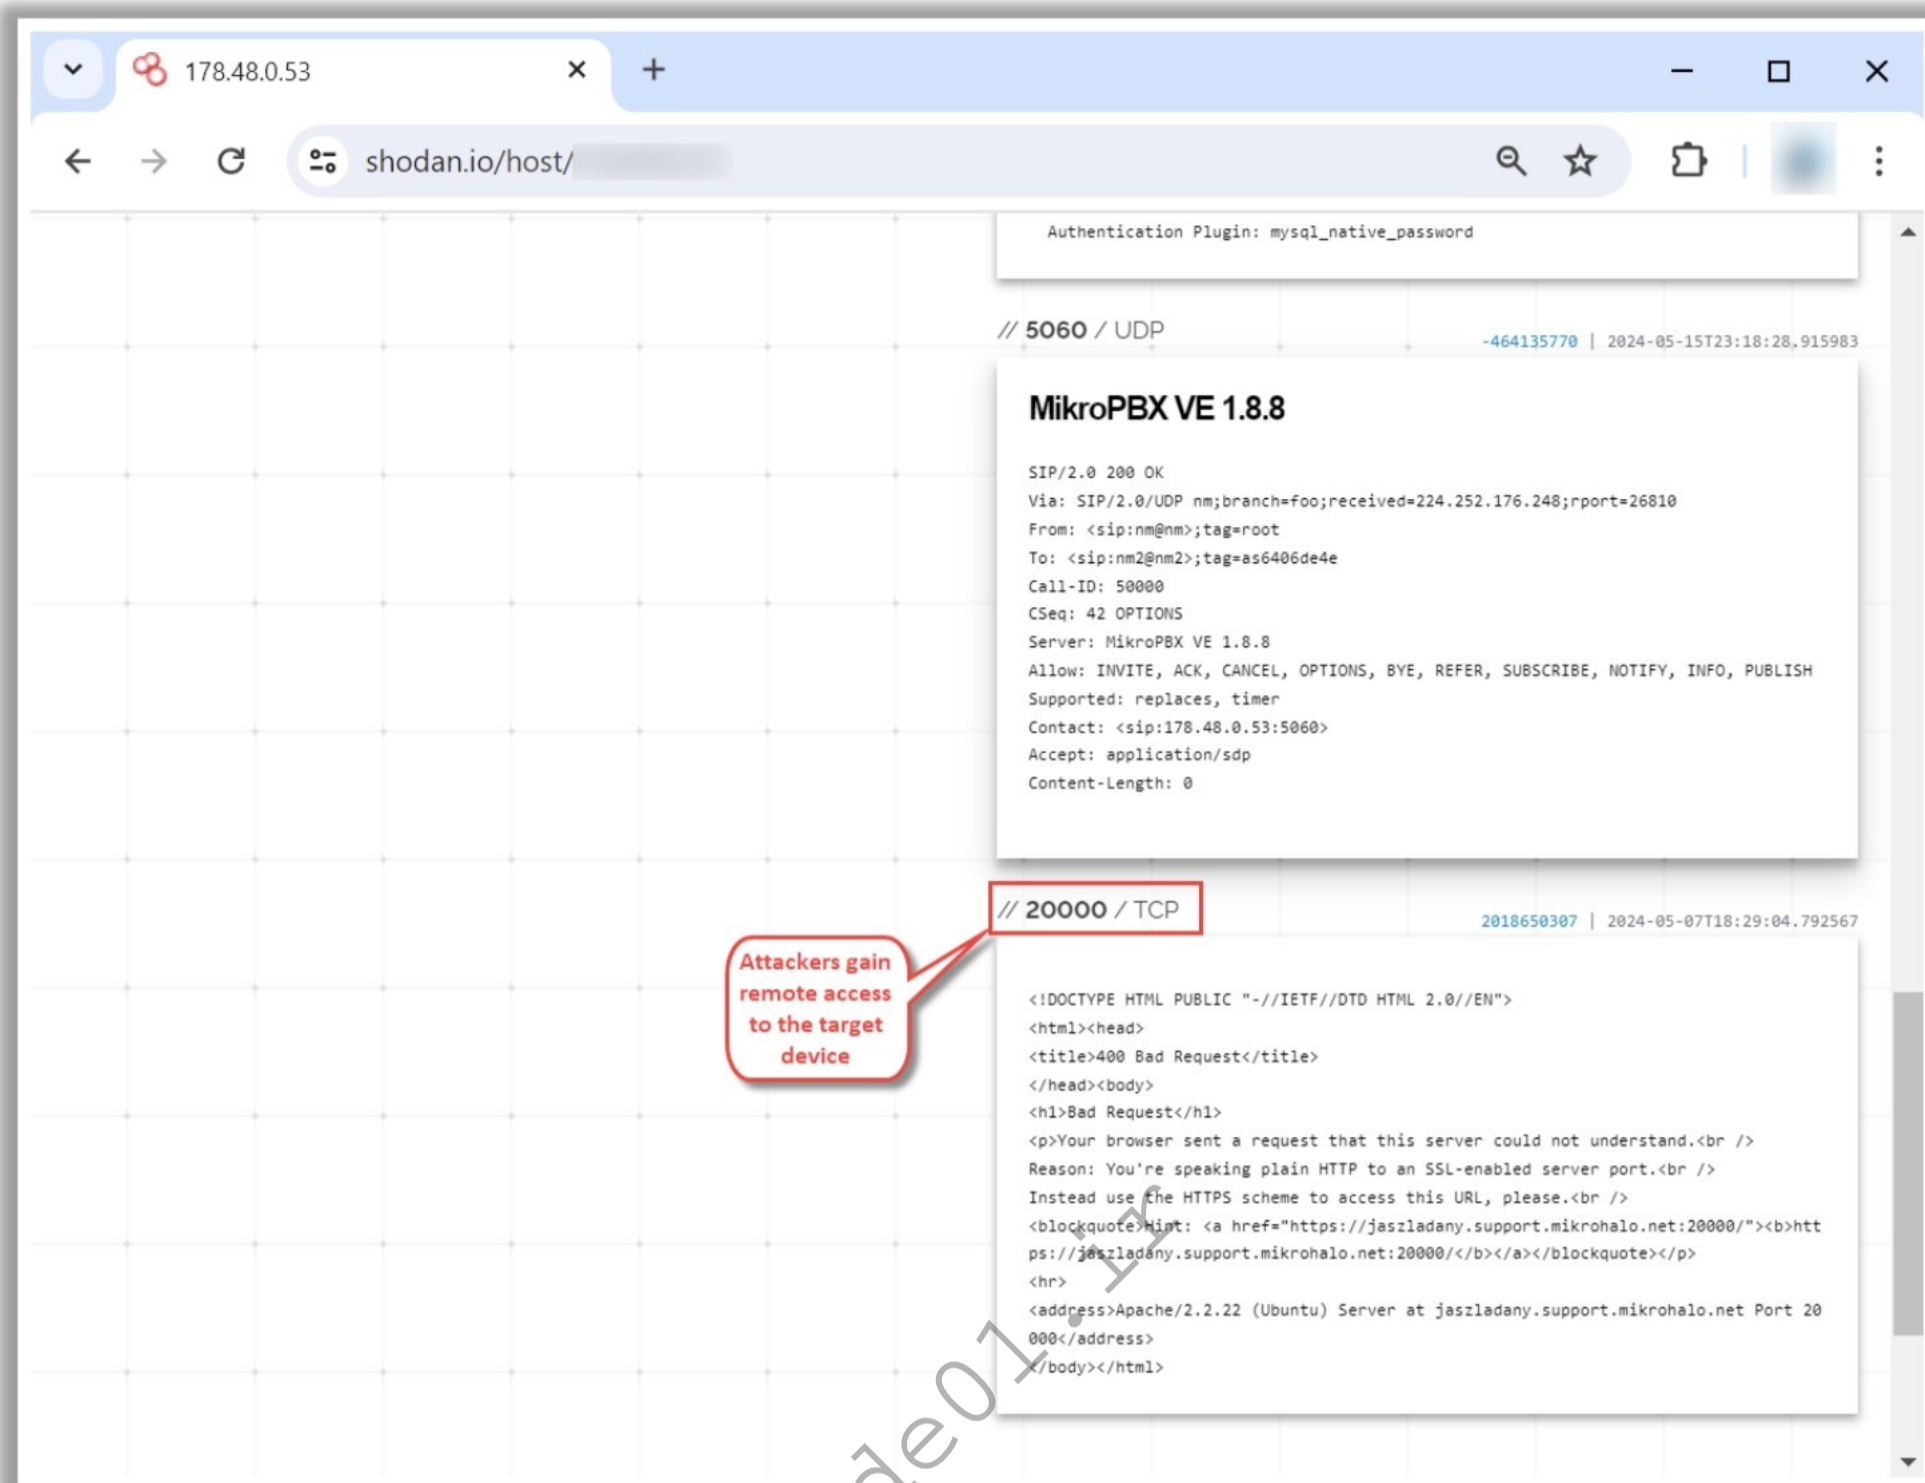 178.48.0.53
shodan.io/host/
Authentication Plugin: mysql_native_password
// 5060 / UDP
-464135770 | 2024-05-15T23:18:28.915983
MikroPBX VE 1.8.8
SIP/2.0 200 OK
Via: SIP/2.0/UDP nm;branch=foo;received=224.252.176.248;rport=26810
From: <sip:nm@nm>;tag=root
To: <sip:nm2@nm2>;tag=as6406de4e
Call-ID: 50000
CSeq: 42 OPTIONS
Server: MikroPBX VE 1.8.8
Allow: INVITE, ACK, CANCEL, OPTIONS, BYE, REFER, SUBSCRIBE, NOTIFY, INFO, PUBLISH
Supported: replaces, timer
Contact: <sip:178.48.0.53:5060>
Accept: application/sdp
Content-Length: 0
// 20000 / TCP
2018650307 | 2024-05-07T18:29:04.792567
Attackers gain
remote access
to the target
device
<!DOCTYPE HTML PUBLIC "-//IETF//DTD HTML 2.0//EN">
<html><head>
<title>400 Bad Request</title>
</head><body>
<h1>Bad Request</h1>
<p>Your browser sent a request that this server could not understand.<br />
Reason: You're speaking plain HTTP to an SSL-enabled server port.<br />
Instead use the HTTPS scheme to access this URL, please.<br />
<blockquote>Hint: <a href="https://jaszladany.support.mikrohalo.net:20000/"><b>htt
ps://jaszladany.support.mikrohalo.net:20000/</b></a></blockquote></p>
<hr>
<address>Apache/2.2.22 (Ubuntu) Server at jaszladany.support.mikrohalo.net Port 20
000</address>
</body></html>
de01.ir